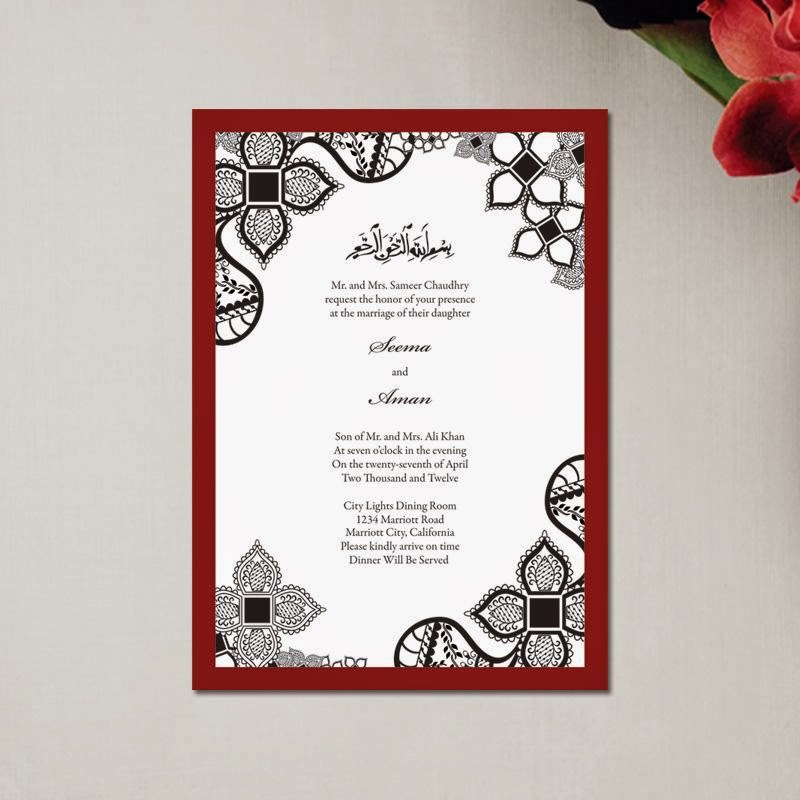 بسم الله الرحمن الرحيم
Mr. and Mrs. Sameer Chaudhry
request the honor of your presence
at the marriage of their daughter
Seema
and
Aman
Son of Mr. and Mrs. Ali Khan
At seven o'clock in the evening
On the twenty-seventh of April
Two Thousand and Twelve
City Lights Dining Room
1234 Marriott Road
Marriott City, California
Please kindly arrive on time
Dinner Will Be Served